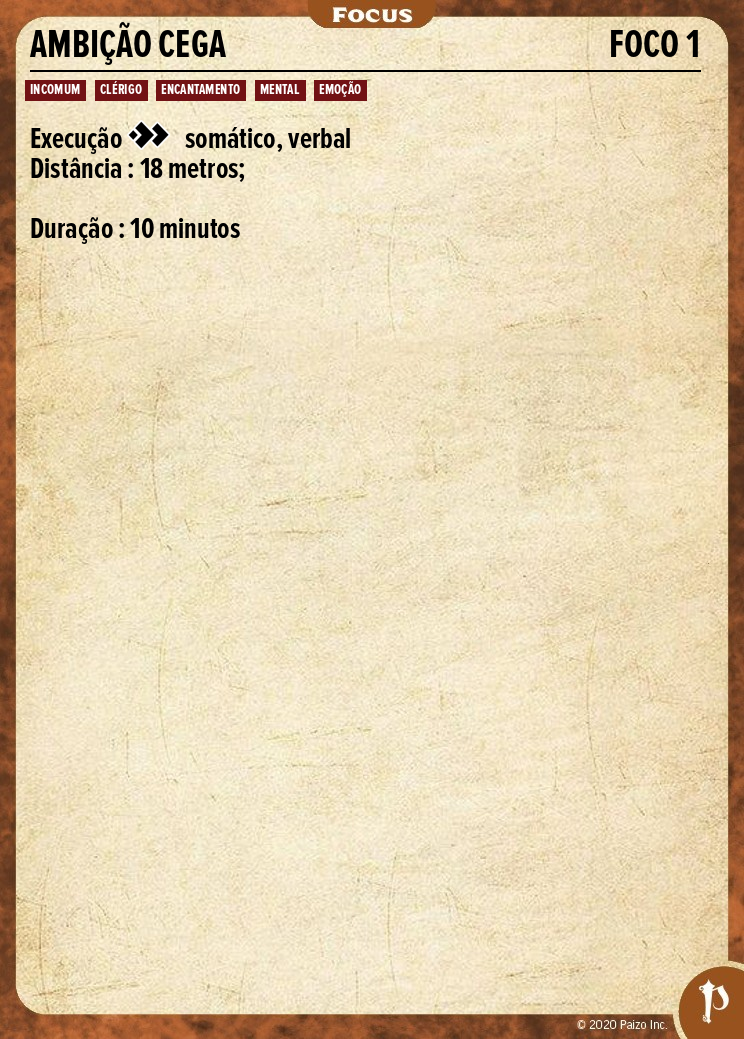 Focus
AMBIÇÃO CEGA FOCO 1
INCOMUM CLÉRIGO ENCANTAMENTO MENTAL EMOÇÃO
Execução somático, verbal
Distância : 18 metros;
Duração : 10 minutos
© 2020 Paizo Inc.